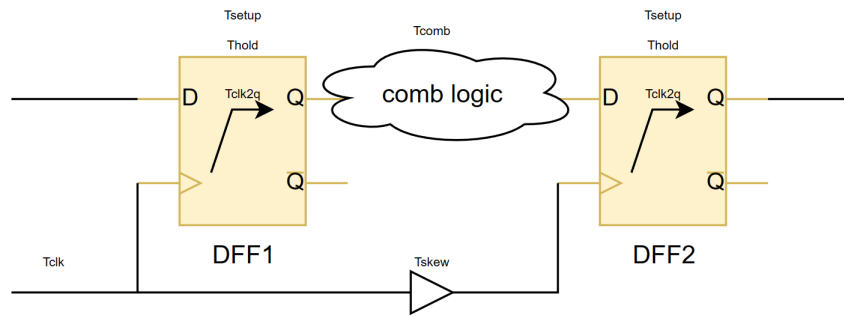 Tsetup
Thold
Tcomb
Tsetup
Thold
D
Tclk2q
Q
comb logic
D
Tclk2q
Q
Q
Q
DFF1
DFF2
Tclk
Tskew